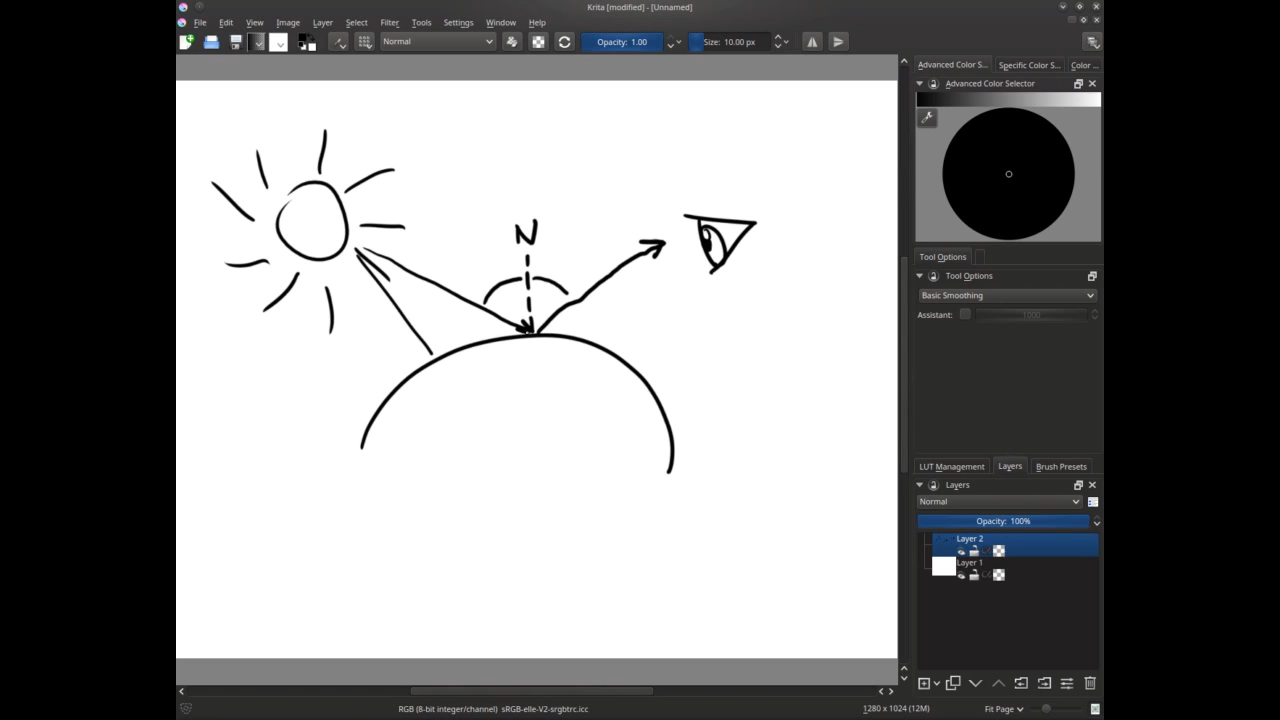 Krita [modified] - [Unnamed]
File Edit View Image Layer Select Filter Tools Settings Window Help
Normal Opacity: 1.00 Size: 10.00 px
Advanced Color S... Specific Color S... Color ...
Advanced Color Selector
N
Tool Options
Tool Options
Basic Smoothing
Assistant: 1000
LUT Management Layers Brush Presets
Layers
Normal
Opacity: 100%
Layer 2
Layer 1
RGB (8-bit integer/channel) sRGB-elle-V2-srgbtrc.icc 1280 x 1024 (12M) Fit Page